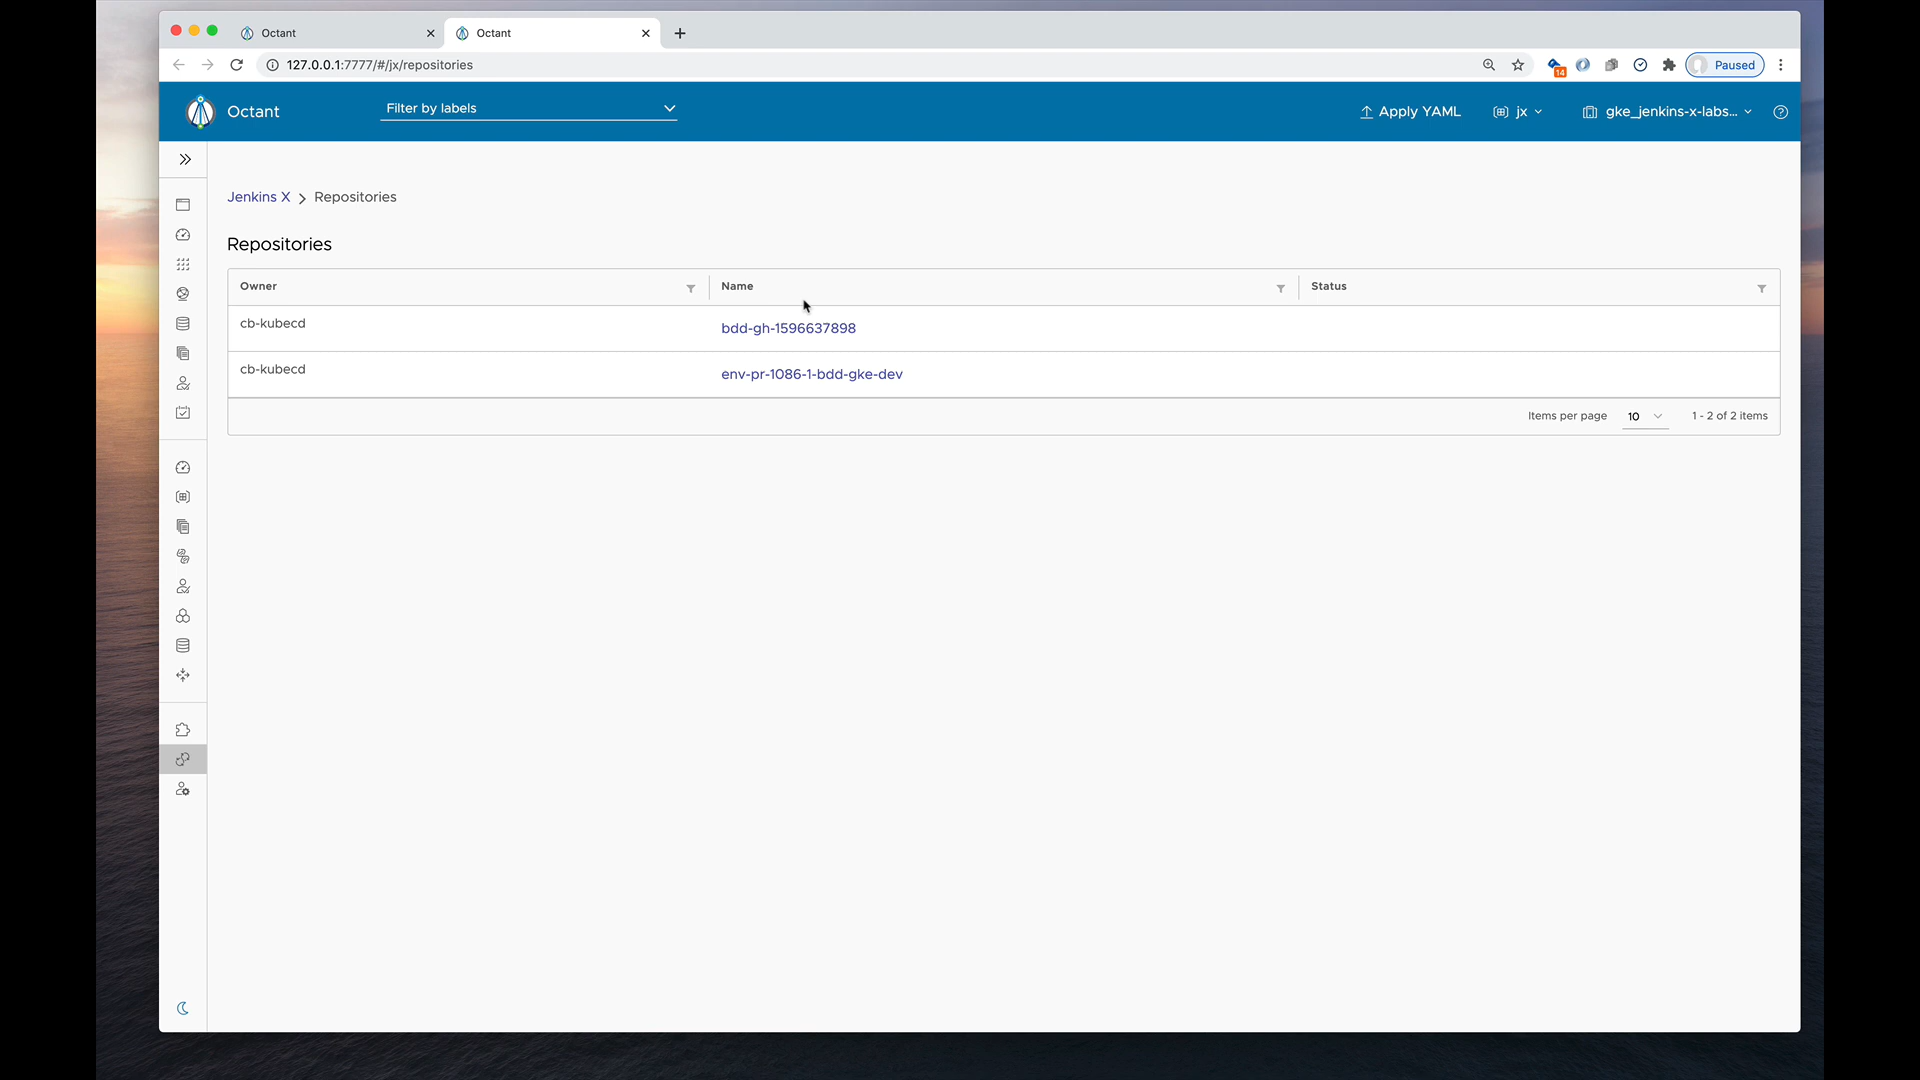 Octant
Octant
127.0.0.1:7777/#/jx/repositories
14
Paused
Octant
Filter by labels
Apply YAML
jx
gke_jenkins-x-labs...
Jenkins X
Repositories
Repositories
Owner
Name
Status
cb-kubecd
bdd-gh-1596637898
cb-kubecd
env-pr-1086-1-bdd-gke-dev
Items per page
10
1 - 2 of 2 items